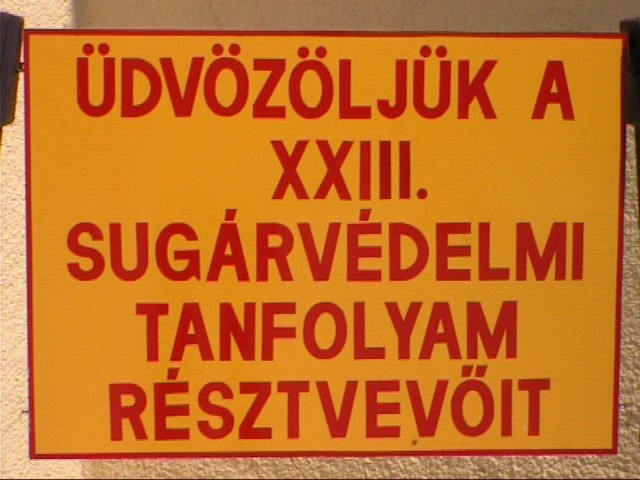 ÜDVÖZÖLJÜK A
XXIII.
SUGÁRVÉDELMI
TANFOLYAM
RÉSZTVEVŐIT